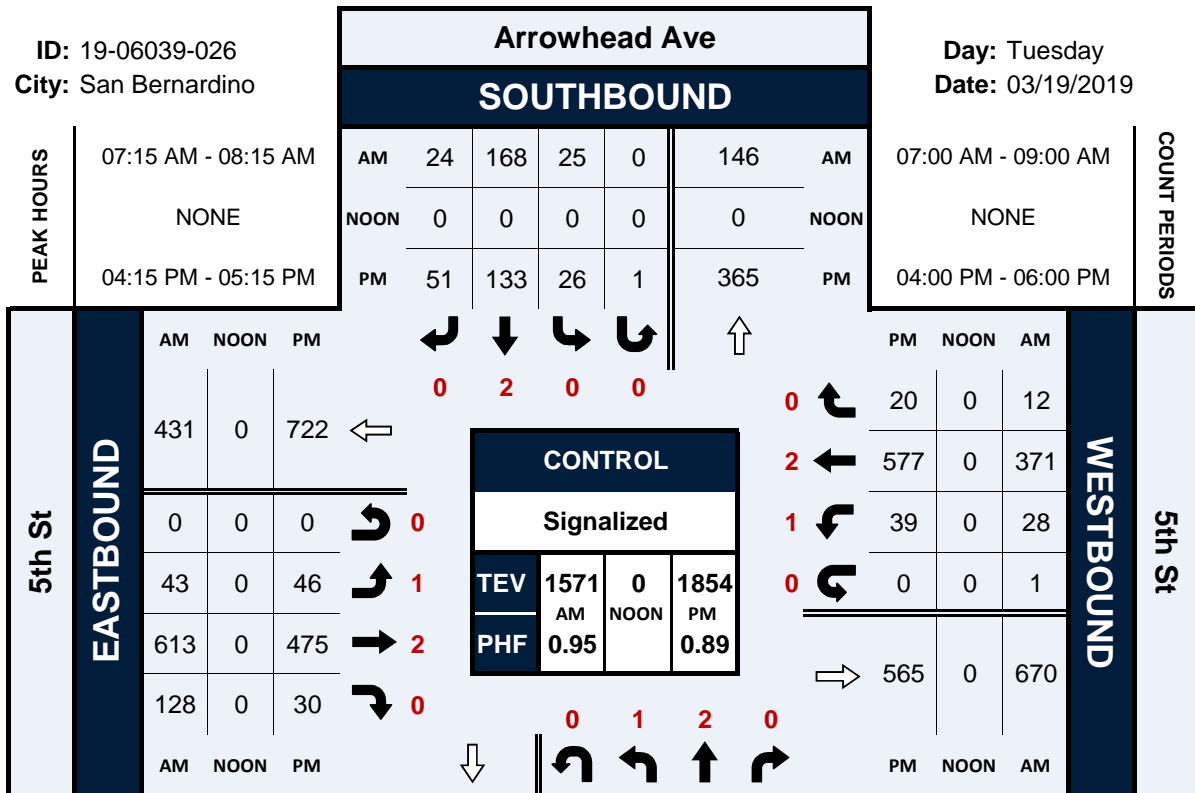 ID: 19-06039-026
City: San Bernardino
Arrowhead Ave
SOUTHBOUND
Day: Tuesday
Date: 03/19/2019
PEAK HOURS
07:15 AM - 08:15 AM
NONE
04:15 PM - 05:15 PM
AM 24 168 25 0 146 AM
NOON 0 0 0 0 0 NOON
PM 51 133 26 1 365 PM
07:00 AM - 09:00 AM
NONE
04:00 PM - 06:00 PM
COUNT PERIODS
0 2 0 0
5th St
EASTBOUND
AM NOON PM
431 0 722
0 0 0 0
43 0 46 1
613 0 475 2
128 0 30 0
AM NOON PM
CONTROL
Signalized
TEV 1571 0 1854
AM NOON PM
PHF 0.95 0.89
PM NOON AM
0 20 0 12
2 577 0 371
1 39 0 28
0 0 0 1
565 0 670
PM NOON AM
WESTBOUND
5th St
0 1 2 0